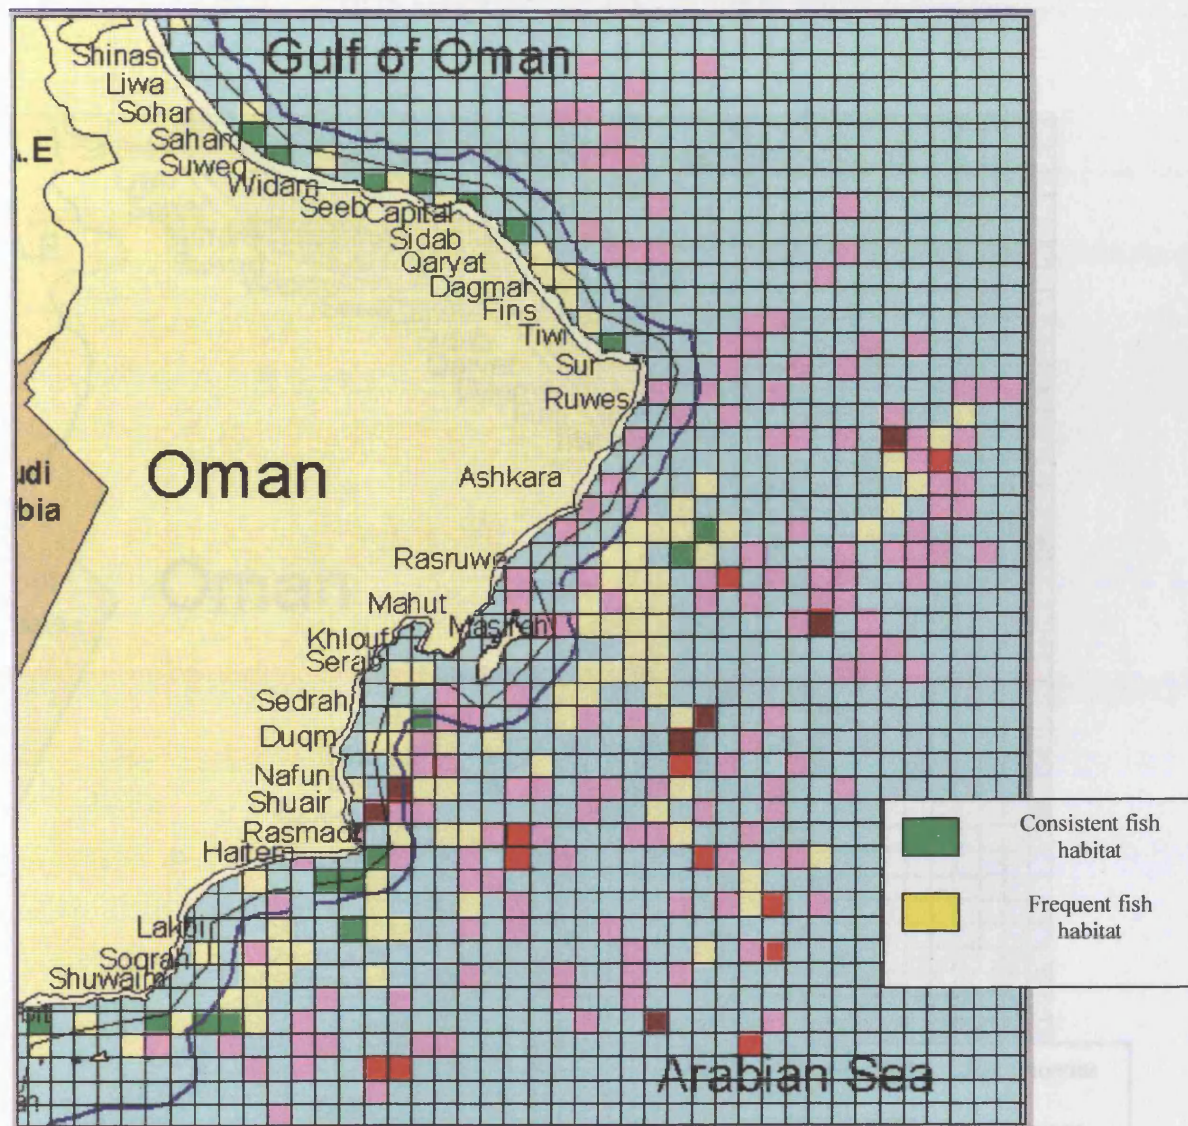 Gulf of Oman
Shinas
Liwa
Sohar
Saham
Suweq
Widam
Seeb
Capital
Sidab
Qaryat
Dagmar
Fins
Tiwi
Sur
Ruwes
.E
Oman
udi
bia
Ashkara
Rasruwe
Mahut
Masireh
Khlouf
Serab
Sedrah
Duqm
Nafun
Shuair
Rasmadr
Haitem
Lakbir
Soqrah
Shuwaim
Arabian Sea
Consistent fish
habitat
Frequent fish
habitat